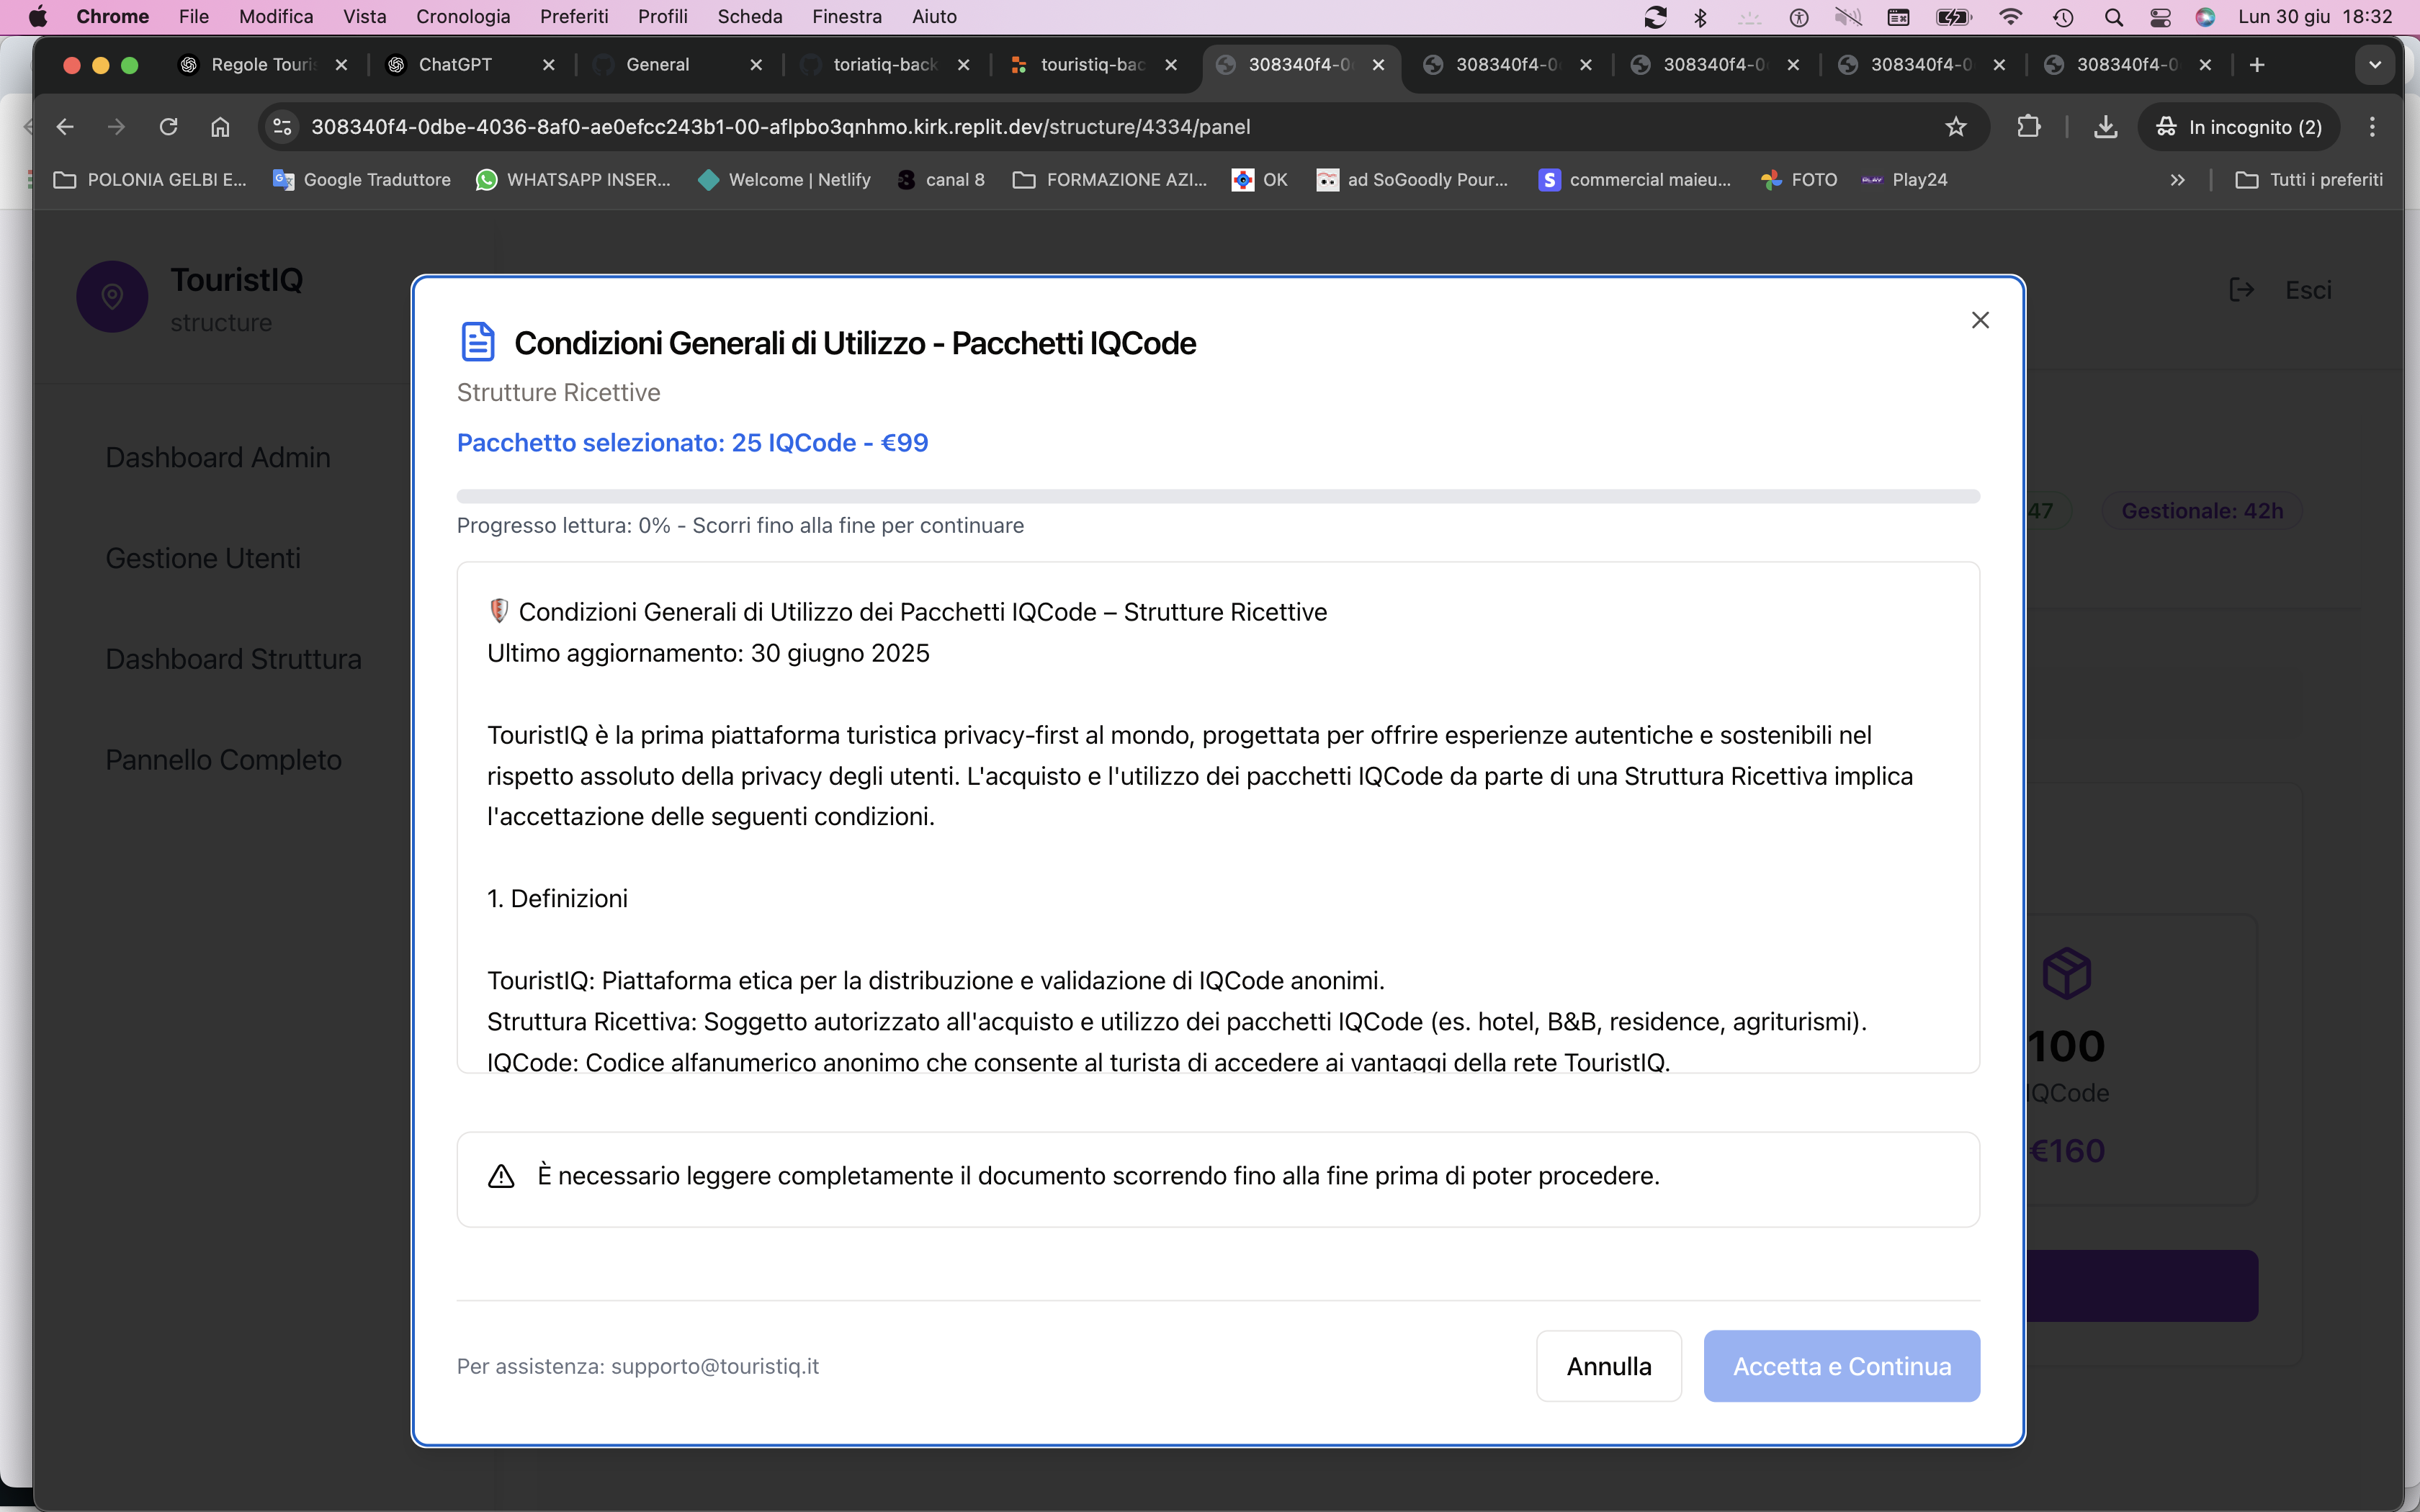 Chrome File Modifica Vista Cronologia Preferiti Profili Scheda Finestra Aiuto Lun 30 giu 18:32
Regole Touris ChatGPT General toriatiq-back touristiq-bac 308340f4-0 308340f4-0 308340f4-0 308340f4-0 308340f4-0
308340f4-0dbe-4036-8af0-ae0efcc243b1-00-aflpbo3qnhmo.kirk.replit.dev/structure/4334/panel In incognito (2)
POLONIA GELBI E... Google Traduttore WHATSAPP INSER... Welcome | Netlify canal 8 FORMAZIONE AZI... OK ad SoGoodly Pour... commercial maieu... FOTO Play24 Tutti i preferiti
TouristIQ
structure
Esci
Dashboard Admin
Gestione Utenti
Dashboard Struttura
Pannello Completo
Condizioni Generali di Utilizzo - Pacchetti IQCode
Strutture Ricettive
Pacchetto selezionato: 25 IQCode - €99
Progresso lettura: 0% - Scorri fino alla fine per continuare
Condizioni Generali di Utilizzo dei Pacchetti IQCode – Strutture Ricettive
Ultimo aggiornamento: 30 giugno 2025
TouristIQ è la prima piattaforma turistica privacy-first al mondo, progettata per offrire esperienze autentiche e sostenibili nel
rispetto assoluto della privacy degli utenti. L'acquisto e l'utilizzo dei pacchetti IQCode da parte di una Struttura Ricettiva implica
l'accettazione delle seguenti condizioni.
1. Definizioni
TouristIQ: Piattaforma etica per la distribuzione e validazione di IQCode anonimi.
Struttura Ricettiva: Soggetto autorizzato all'acquisto e utilizzo dei pacchetti IQCode (es. hotel, B&B, residence, agriturismi).
IQCode: Codice alfanumerico anonimo che consente al turista di accedere ai vantaggi della rete TouristIQ.
È necessario leggere completamente il documento scorrendo fino alla fine prima di poter procedere.
Per assistenza: supporto@touristiq.it
Annulla
Accetta e Continua
47
Gestionale: 42h
100
IQCode
€160